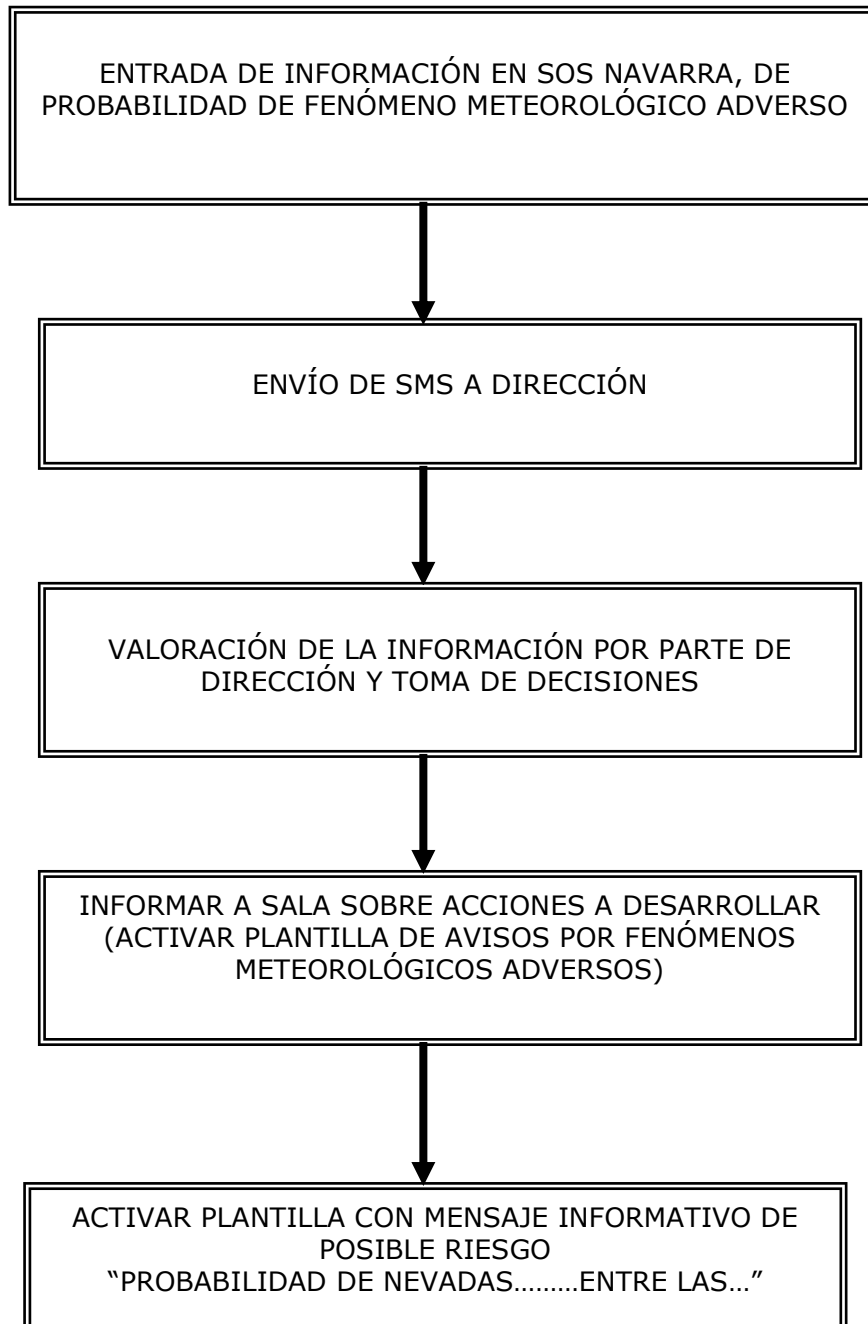 ENTRADA DE INFORMACIÓN EN SOS NAVARRA, DE
PROBABILIDAD DE FENÓMENO METEOROLÓGICO ADVERSO
ENVÍO DE SMS A DIRECCIÓN
VALORACIÓN DE LA INFORMACIÓN POR PARTE DE
DIRECCIÓN Y TOMA DE DECISIONES
INFORMAR A SALA SOBRE ACCIONES A DESARROLLAR
(ACTIVAR PLANTILLA DE AVISOS POR FENÓMENOS
METEOROLÓGICOS ADVERSOS)
ACTIVAR PLANTILLA CON MENSAJE INFORMATIVO DE
POSIBLE RIESGO
“PROBABILIDAD DE NEVADAS………ENTRE LAS…”